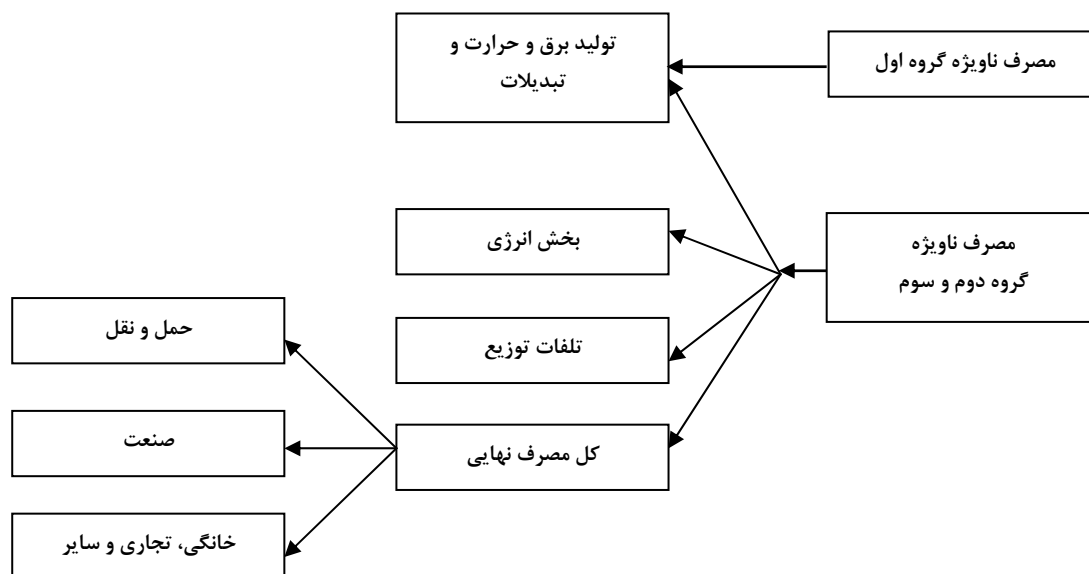 مصرف ناویژه گروه اول
تولید برق و حرارت و
تبدیلات
مصرف ناویژه
گروه دوم و سوم
بخش انرژی
تلفات توزیع
کل مصرف نهایی
حمل و نقل
صنعت
خانگی، تجاری و سایر